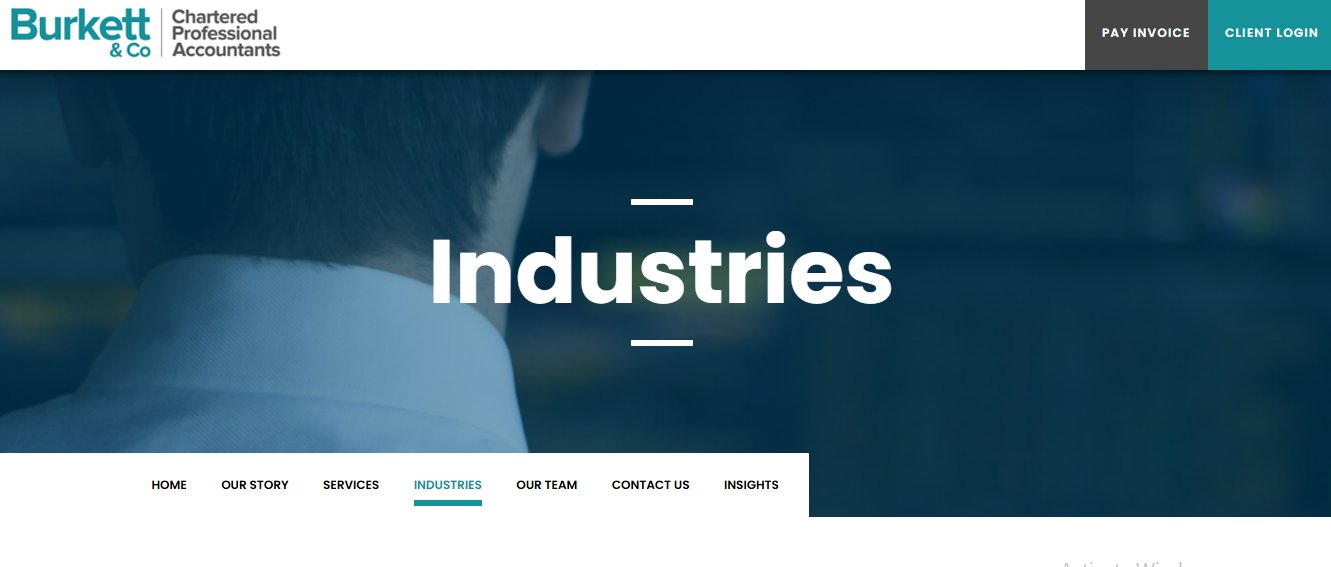 Burkett
& Co
Chartered
Professional
Accountants
PAY INVOICE
CLIENT LOGIN
Industries
HOME
OUR STORY
SERVICES
INDUSTRIES
OUR TEAM
CONTACT US
INSIGHTS